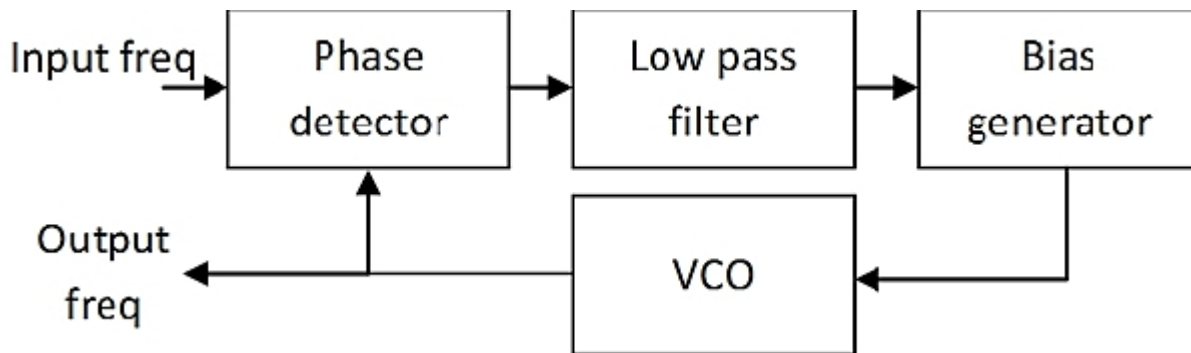 Input freq
Phase
detector
Low pass
filter
Bias
generator
Output
freq
VCO